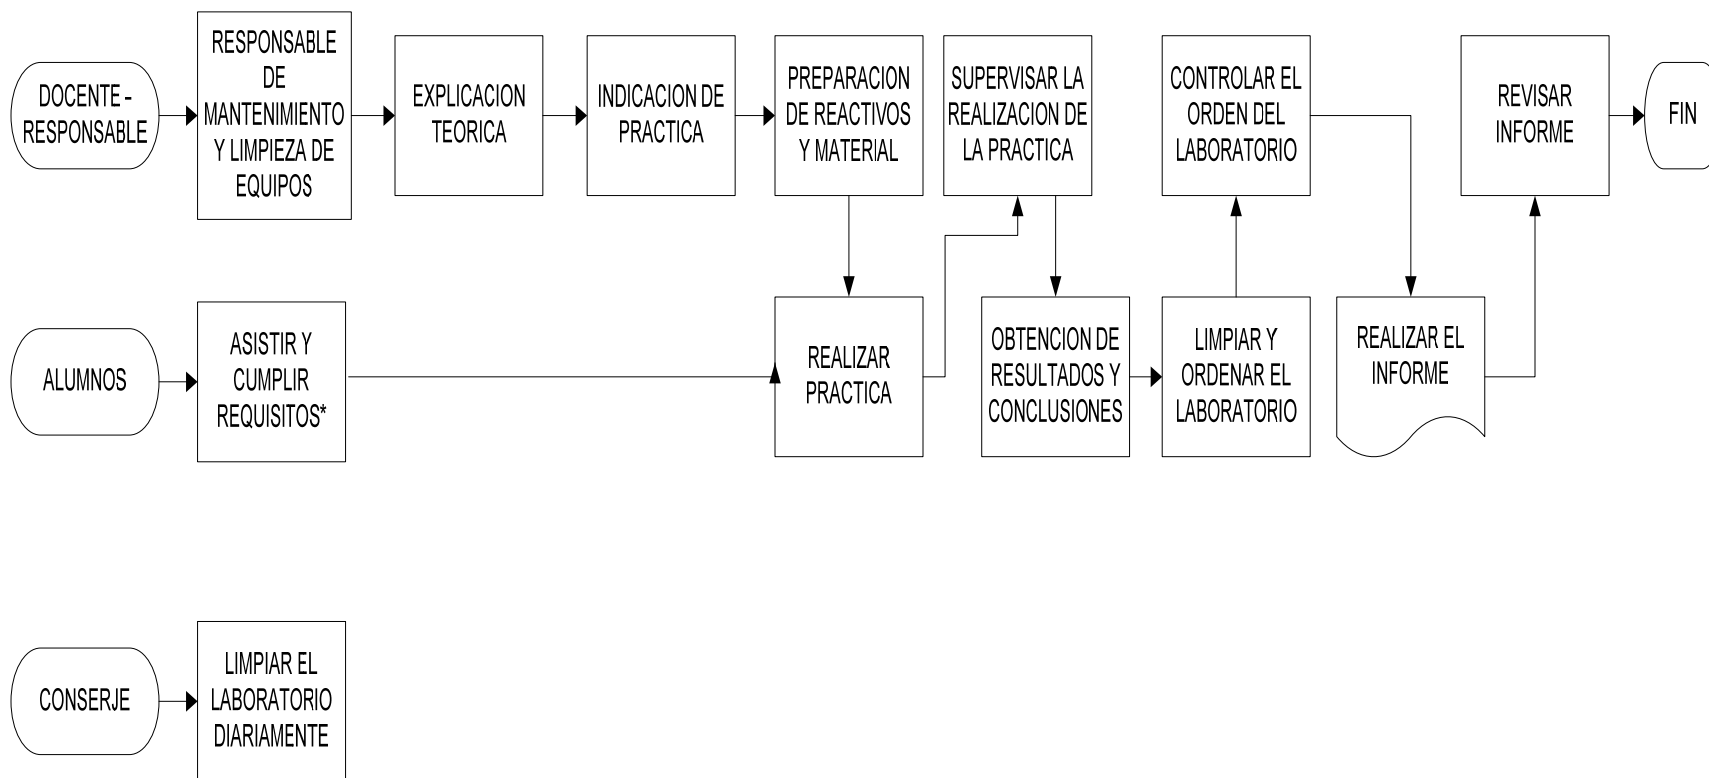 DOCENTE –
RESPONSABLE
RESPONSABLE
DE
MANTENIMIENTO
Y LIMPIEZA DE
EQUIPOS
EXPLICACION
TEORICA
INDICACION DE
PRACTICA
PREPARACION
DE REACTIVOS
Y MATERIAL
SUPERVISAR LA
REALIZACION DE
LA PRACTICA
CONTROLAR EL
ORDEN DEL
LABORATORIO
REVISAR
INFORME
FIN
ALUMNOS
ASISTIR Y
CUMPLIR
REQUISITOS*
REALIZAR
PRACTICA
OBTENCION DE
RESULTADOS Y
CONCLUSIONES
LIMPIAR Y
ORDENAR EL
LABORATORIO
REALIZAR EL
INFORME
CONSERJE
LIMPIAR EL
LABORATORIO
DIARIAMENTE